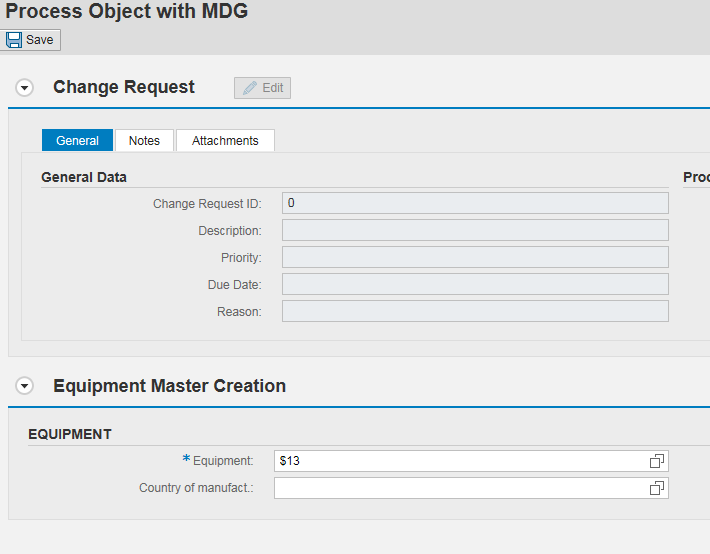 Process Object with MDG
Save
Change Request
Edit
General Notes Attachments
General Data
Change Request ID: 0
Description:
Priority:
Due Date:
Reason:
Equipment Master Creation
EQUIPMENT
* Equipment: $13
Country of manufact.: